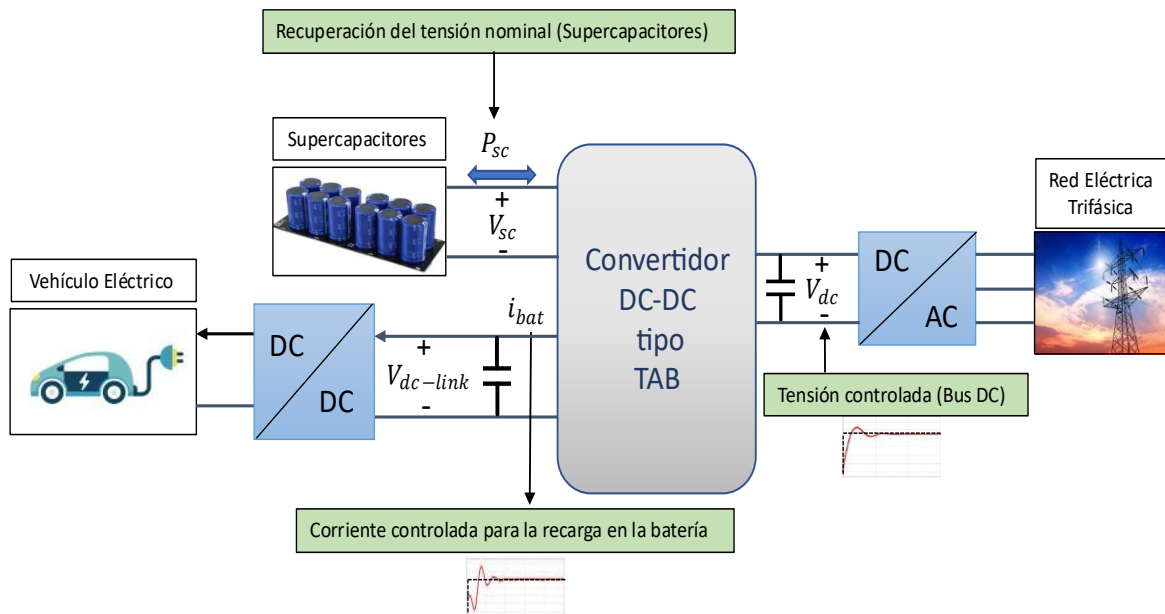 Recuperación del tensión nominal (Supercapacitores)
Supercapacitores
P_sc
+
V_sc
-
Convertidor
DC-DC
tipo
TAB
Red Eléctrica
Trifásica
DC
AC
+
V_dc
-
Vehículo Eléctrico
DC
DC
i_bat
+
V_dc-link
-
Tensión controlada (Bus DC)
Corriente controlada para la recarga en la batería